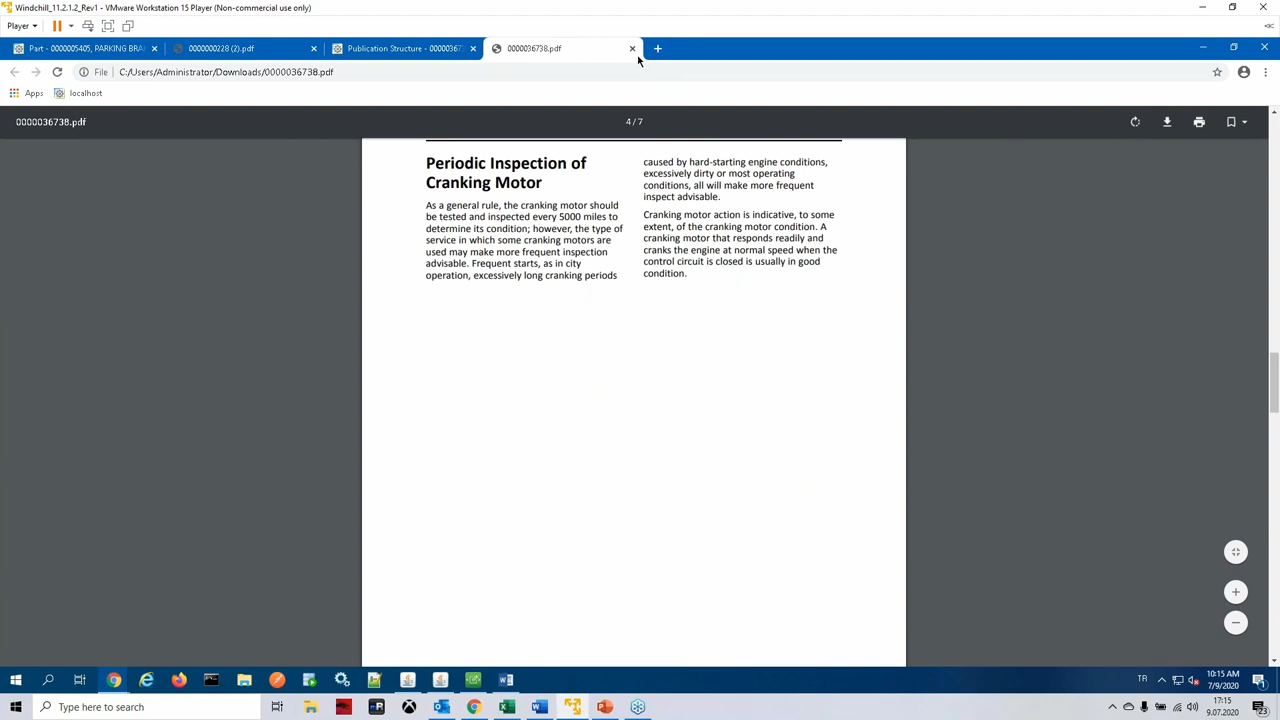 Windchill_11.2.1.2_Rev1 - VMware Workstation 15 Player (Non-commercial use only)
Player
Part - 0000005405, PARKING BRA
0000000228 (2).pdf
Publication Structure - 00000367
0000036738.pdf
File
C:/Users/Administrator/Downloads/0000036738.pdf
Apps
localhost
0000036738.pdf
4 / 7
Periodic Inspection of
Cranking Motor
As a general rule, the cranking motor should
be tested and inspected every 5000 miles to
determine its condition; however, the type of
service in which some cranking motors are
used may make more frequent inspection
advisable. Frequent starts, as in city
operation, excessively long cranking periods
caused by hard-starting engine conditions,
excessively dirty or most operating
conditions, all will make more frequent
inspect advisable.
Cranking motor action is indicative, to some
extent, of the cranking motor condition. A
cranking motor that responds readily and
cranks the engine at normal speed when the
control circuit is closed is usually in good
condition.
TR
10:15 AM
7/9/2020
1
Type here to search
17:15
9.07.2020
23